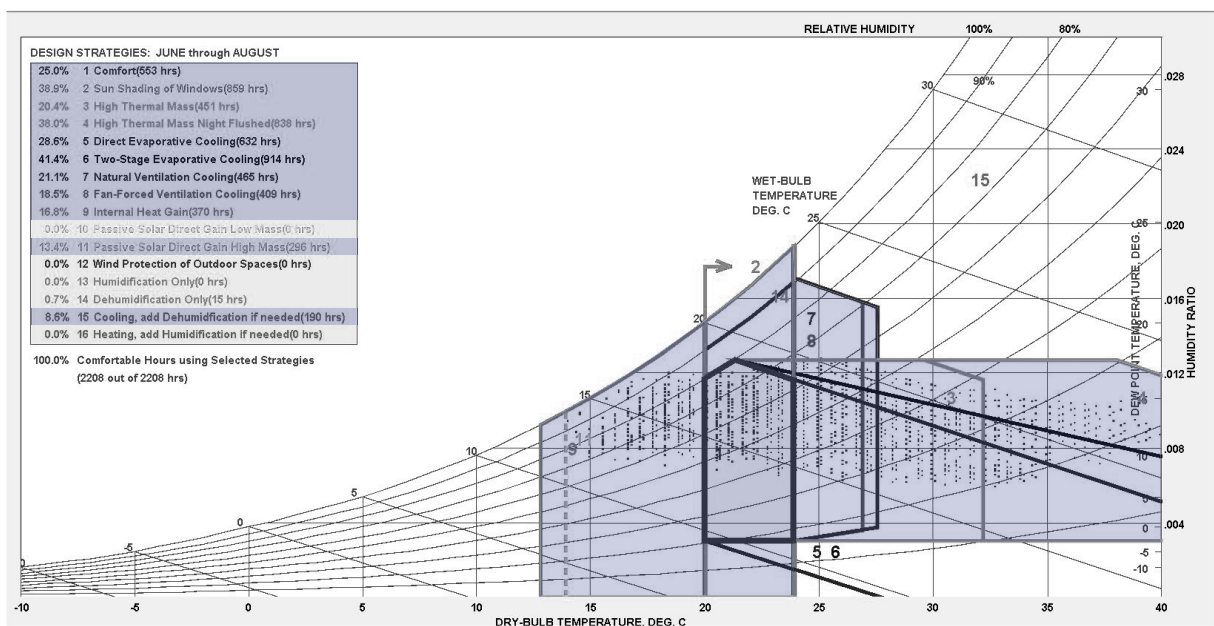 RELATIVE HUMIDITY 100% 80%
DESIGN STRATEGIES: JUNE through AUGUST
25.0% 1 Comfort(553 hrs)
38.9% 2 Sun Shading of Windows(859 hrs)
20.4% 3 High Thermal Mass(451 hrs)
38.0% 4 High Thermal Mass Night Flushed(838 hrs)
28.6% 5 Direct Evaporative Cooling(632 hrs)
41.4% 6 Two-Stage Evaporative Cooling(914 hrs)
21.1% 7 Natural Ventilation Cooling(465 hrs)
18.5% 8 Fan-Forced Ventilation Cooling(409 hrs)
16.8% 9 Internal Heat Gain(370 hrs)
0.0% 10 Passive Solar Direct Gain Low Mass(0 hrs)
13.4% 11 Passive Solar Direct Gain High Mass(296 hrs)
0.0% 12 Wind Protection of Outdoor Spaces(0 hrs)
0.0% 13 Humidification Only(0 hrs)
0.7% 14 Dehumidification Only(15 hrs)
8.6% 15 Cooling, add Dehumidification if needed(190 hrs)
0.0% 16 Heating, add Humidification if needed(0 hrs)
100.0% Comfortable Hours using Selected Strategies
(2208 out of 2208 hrs)
90%
WET-BULB
TEMPERATURE
DEG. C
-5
0
5
10
15
20
25
30
15
2
14
7
8
3
9
11
1
5 6
30
25
20
10
5
0
-5
-10
DEW POINT TEMPERATURE, DEG. C
.028
.024
.020
.016
.012
.008
.004
HUMIDITY RATIO
-10 -5 0 5 10 15 20 25 30 35 40
DRY-BULB TEMPERATURE, DEG. C